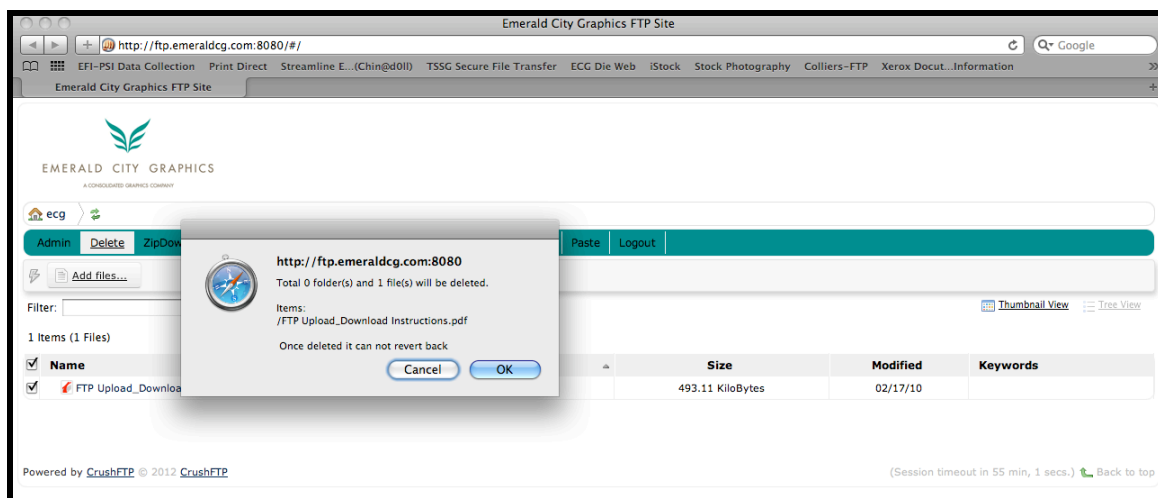 Emerald City Graphics FTP Site
http://ftp.emeraldcg.com:8080/#/
Google
EFI-PSI Data Collection Print Direct Streamline E...(Chin@d0ll) TSSG Secure File Transfer ECG Die Web iStock Stock Photography Colliers-FTP Xerox Docut...Information
Emerald City Graphics FTP Site
EMERALD CITY GRAPHICS
A CONSOLIDATED GRAPHICS COMPANY
ecg
Admin Delete ZipDow Paste Logout
Add files...
http://ftp.emeraldcg.com:8080
Total 0 folder(s) and 1 file(s) will be deleted.
Items:
/FTP Upload_Download Instructions.pdf
Once deleted it can not revert back
Cancel OK
Filter:
Thumbnail View Tree View
1 Items (1 Files)
Name Size Modified Keywords
FTP Upload_Downloa 493.11 KiloBytes 02/17/10
Powered by CrushFTP © 2012 CrushFTP
(Session timeout in 55 min, 1 secs.) Back to top